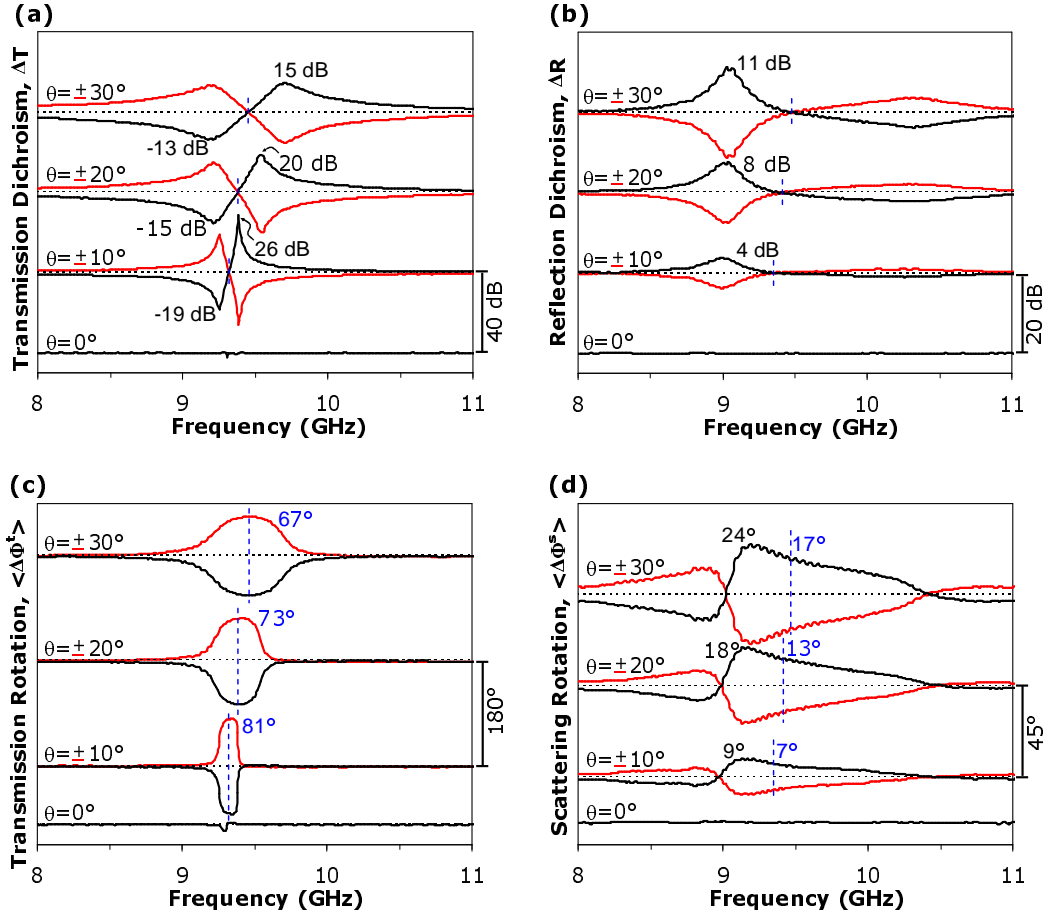 (a)
Transmission Dichroism, ΔT
θ=±30°
15 dB
-13 dB
θ=±20°
20 dB
-15 dB
θ=±10°
26 dB
-19 dB
θ=0°
40 dB
8 9 10 11
Frequency (GHz)
(b)
Reflection Dichroism, ΔR
θ=±30°
11 dB
θ=±20°
8 dB
θ=±10°
4 dB
θ=0°
20 dB
8 9 10 11
Frequency (GHz)
(c)
Transmission Rotation, <ΔΦᵗ>
θ=±30°
67°
θ=±20°
73°
θ=±10°
81°
θ=0°
180°
8 9 10 11
Frequency (GHz)
(d)
Scattering Rotation, <ΔΦˢ>
θ=±30°
24° 17°
θ=±20°
18° 13°
θ=±10°
9° 7°
θ=0°
45°
8 9 10 11
Frequency (GHz)